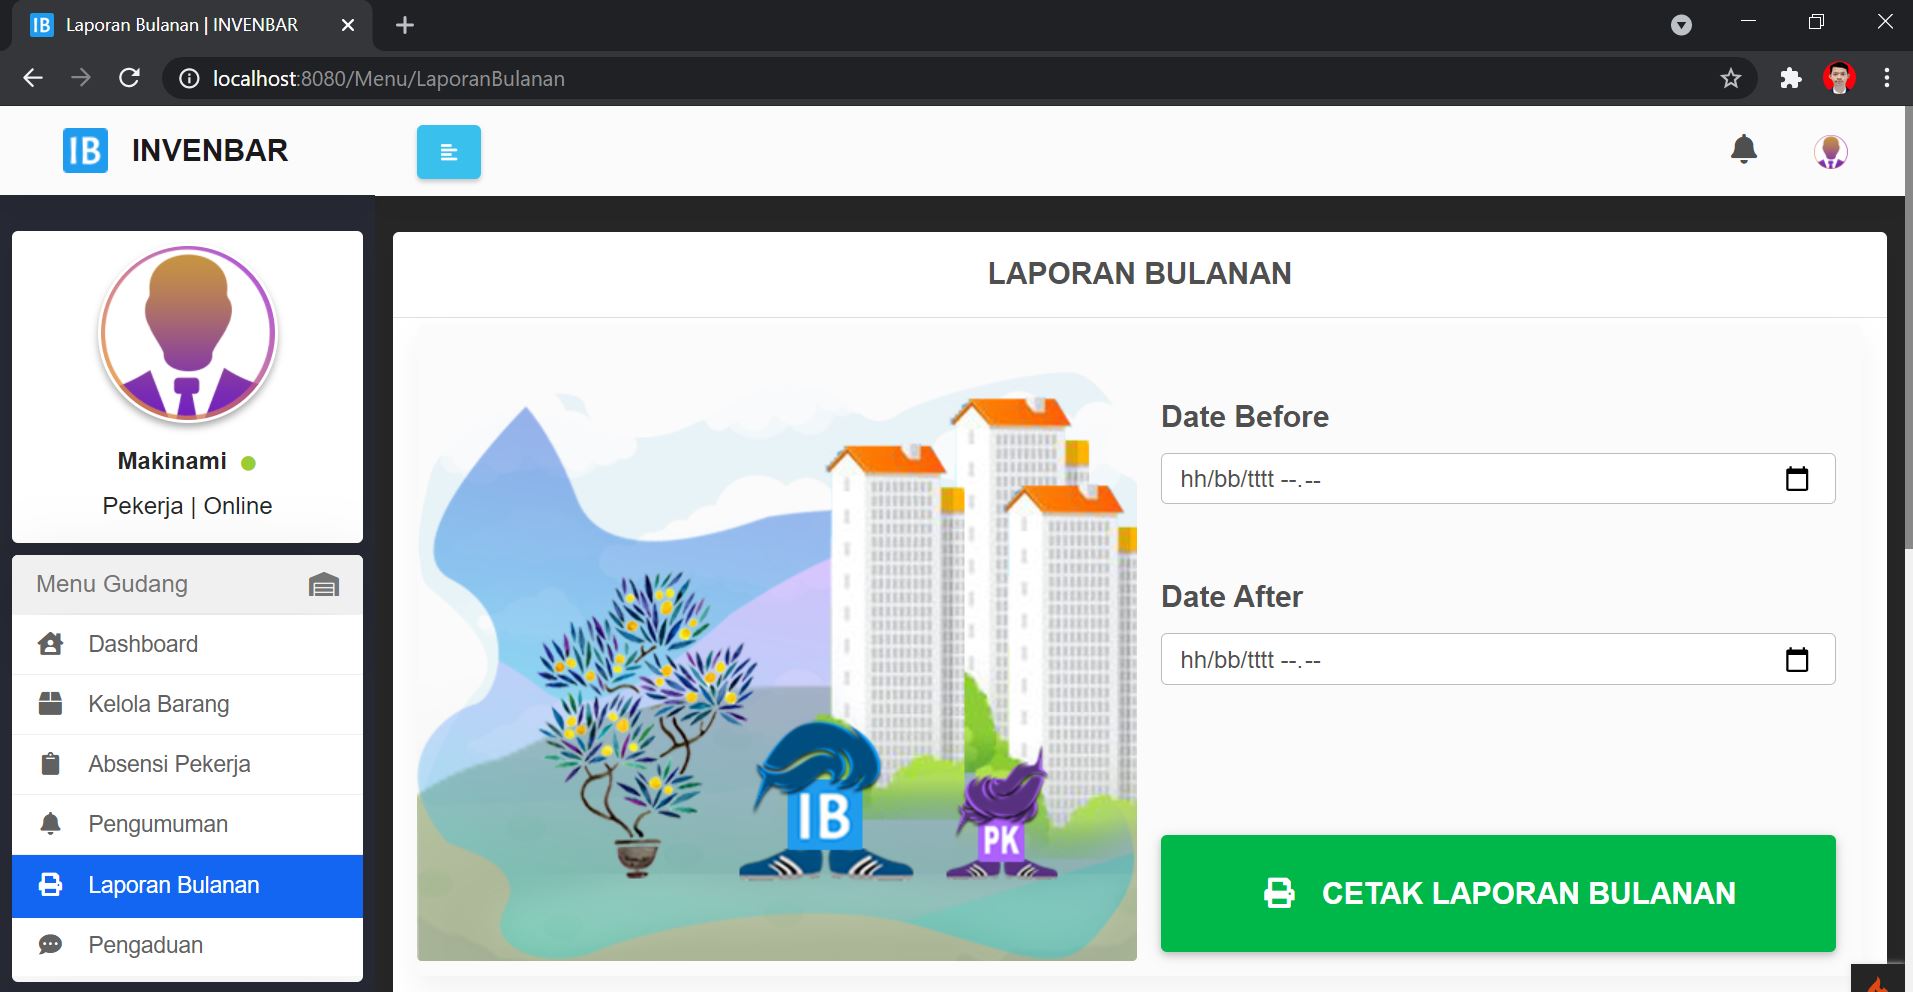 IB Laporan Bulanan | INVENBAR
localhost:8080/Menu/LaporanBulanan
IB INVENBAR
Makinami
Pekerja | Online
Menu Gudang
Dashboard
Kelola Barang
Absensi Pekerja
Pengumuman
Laporan Bulanan
Pengaduan
LAPORAN BULANAN
IB
PK
Date Before
hh/bb/tttt --.--
Date After
hh/bb/tttt --.--
CETAK LAPORAN BULANAN